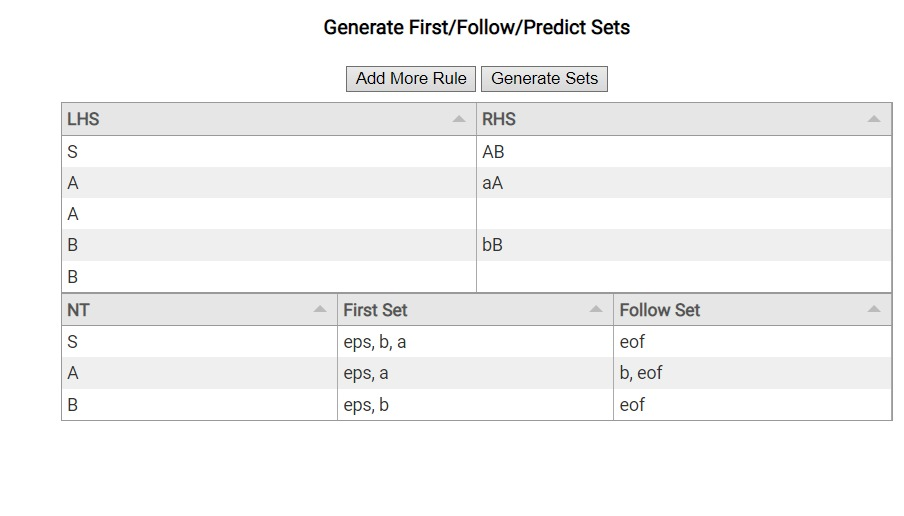 Generate First/Follow/Predict Sets
Add More Rule Generate Sets
LHS RHS
S AB
A aA
A
B bB
B
NT First Set Follow Set
S eps, b, a eof
A eps, a b, eof
B eps, b eof